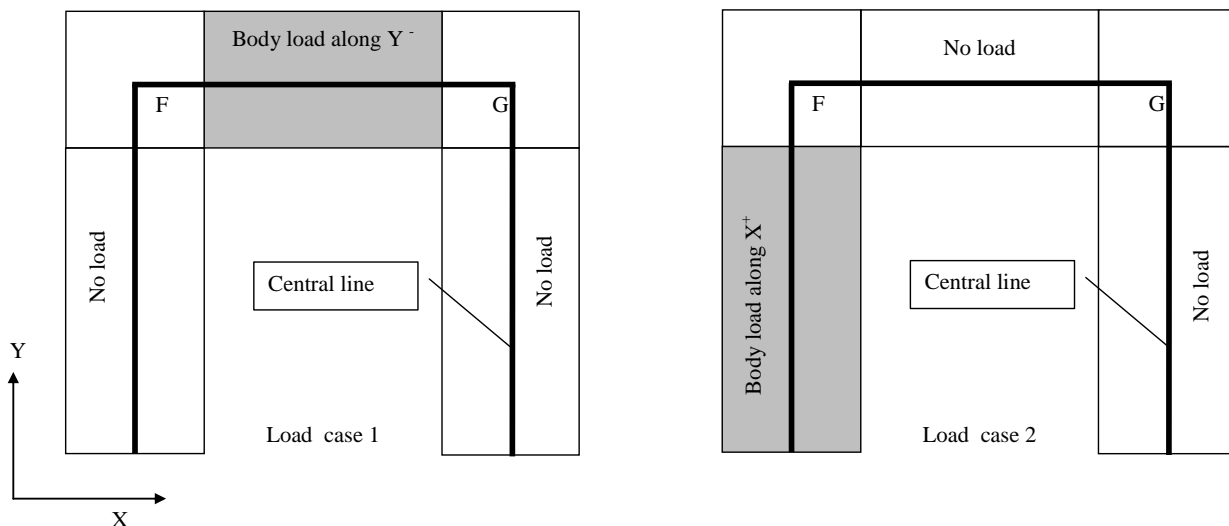 Body load along Y -
F
G
No load
No load
Central line
Y
X
Load case 1
No load
F
G
Body load along X+
No load
Central line
Load case 2